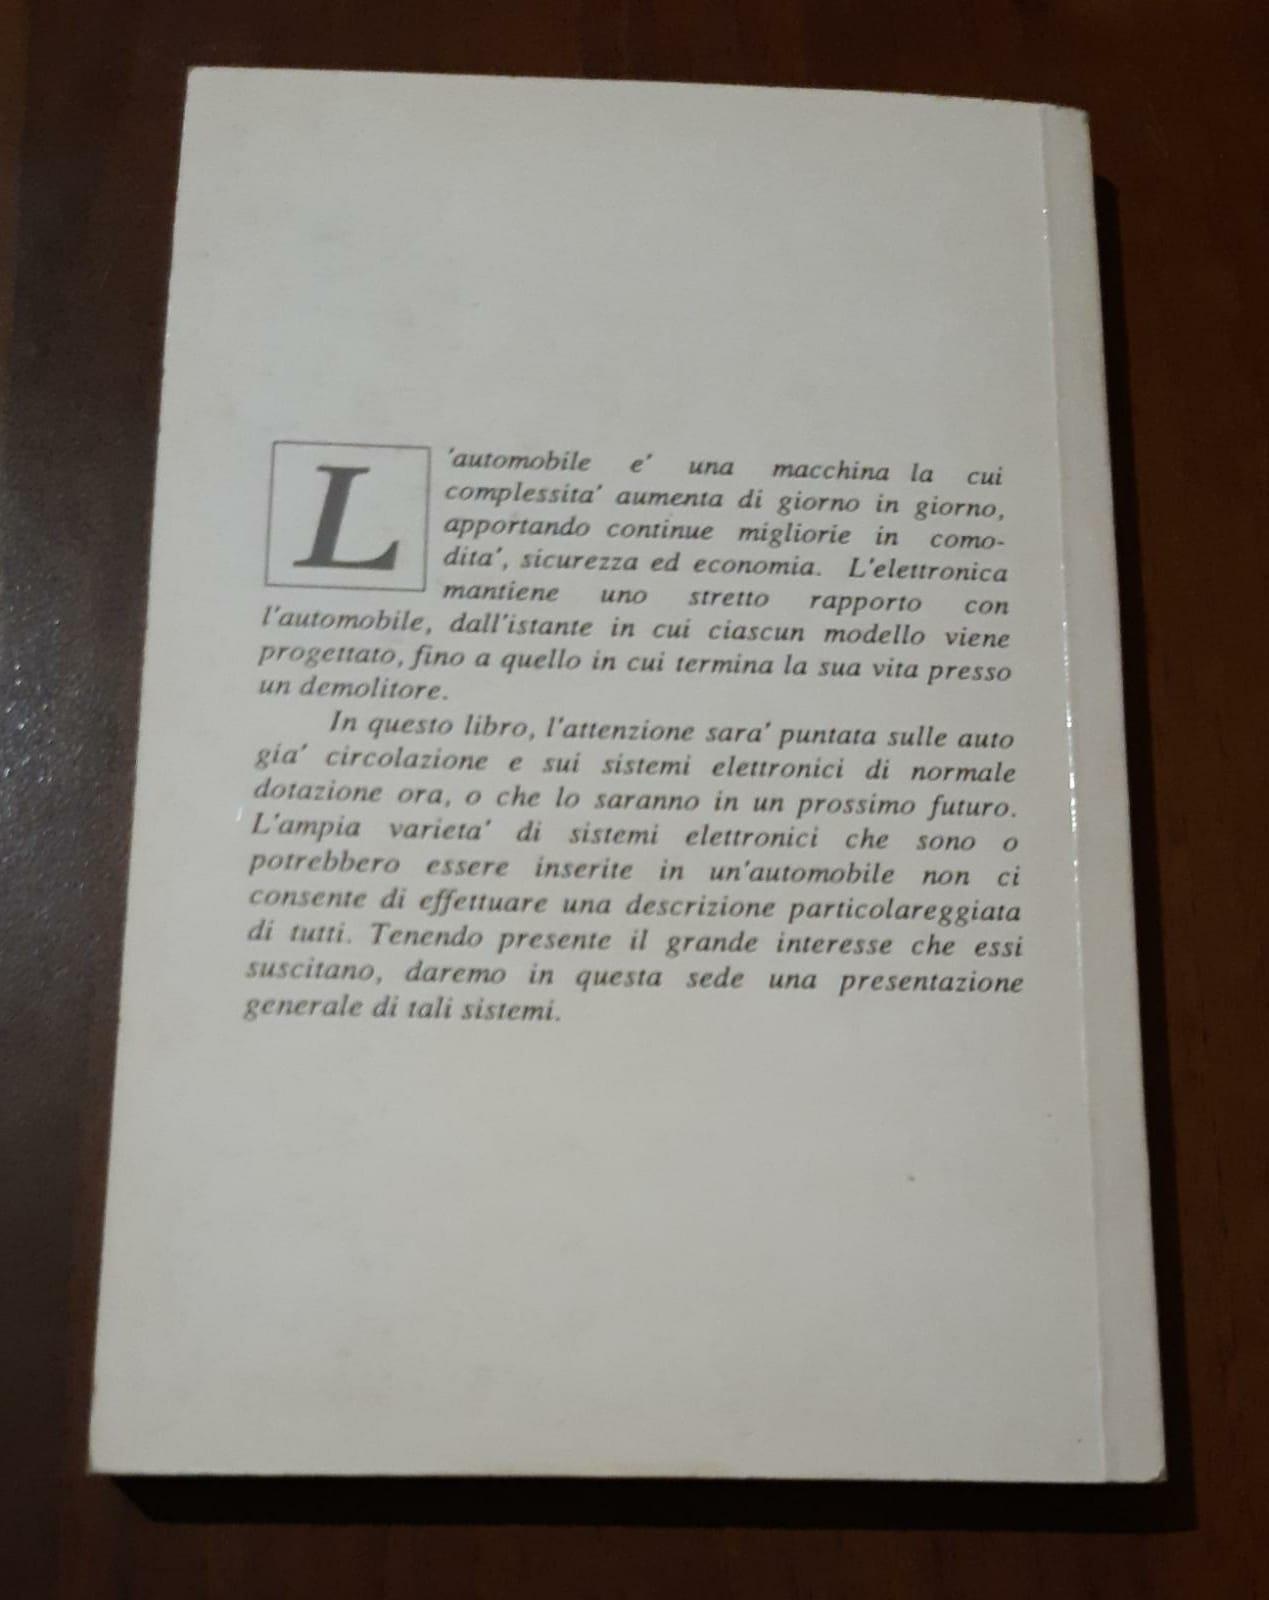 L'automobile e' una macchina la cui
complessita' aumenta di giorno in giorno,
apportando continue migliorie in como-
dita', sicurezza ed economia. L'elettronica
mantiene uno stretto rapporto con
l'automobile, dall'istante in cui ciascun modello viene
progettato, fino a quello in cui termina la sua vita presso
un demolitore.
In questo libro, l'attenzione sara' puntata sulle auto
gia' circolazione e sui sistemi elettronici di normale
dotazione ora, o che lo saranno in un prossimo futuro.
L'ampia varieta' di sistemi elettronici che sono o
potrebbero essere inserite in un'automobile non ci
consente di effettuare una descrizione particolareggiata
di tutti. Tenendo presente il grande interesse che essi
suscitano, daremo in questa sede una presentazione
generale di tali sistemi.